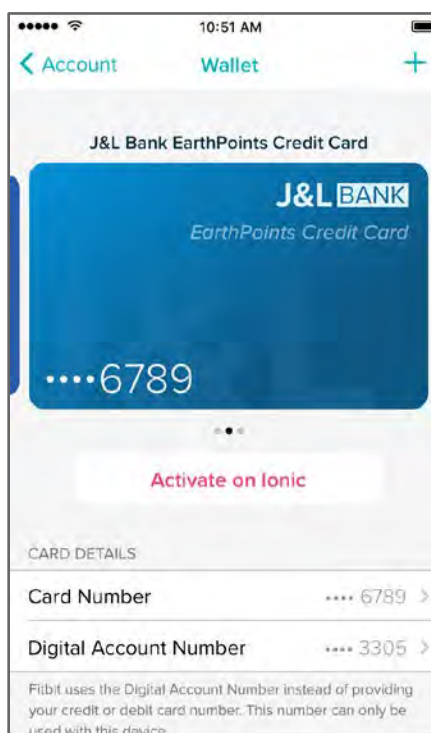 10:51 AM
Account
Wallet
+
J&L Bank EarthPoints Credit Card
J&L BANK
EarthPoints Credit Card
••••6789
Activate on Ionic
CARD DETAILS
Card Number •••• 6789 >
Digital Account Number •••• 3305 >
Fitbit uses the Digital Account Number instead of providing
your credit or debit card number. This number can only be
used with this device